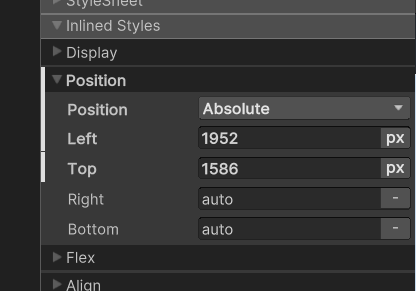 StyleSheet
Inlined Styles
Display
Position
Position Absolute
Left 1952 px
Top 1586 px
Right auto -
Bottom auto -
Flex
Align